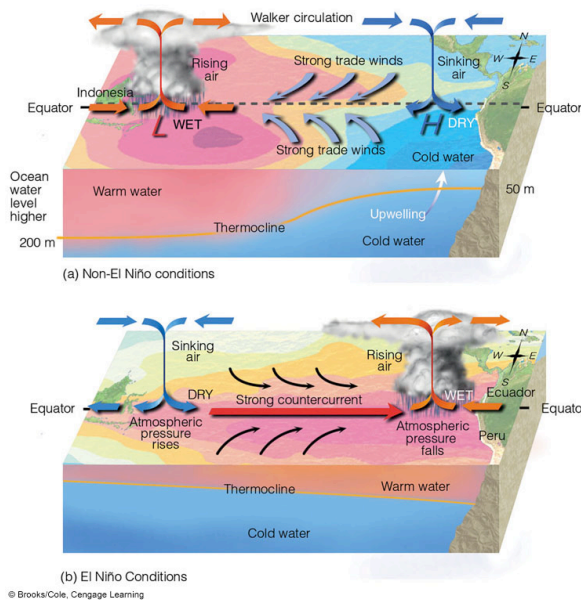 Walker circulation
N
W E
S
Rising
air
Strong trade winds
Sinking
air
Indonesia
Equator
Equator
L
WET
H
DRY
Strong trade winds
Cold water
Ocean
water
level
higher
Warm water
50 m
Upwelling
Thermocline
200 m
Cold water
(a) Non-El Niño conditions
N
W E
S
Sinking
air
Rising
air
DRY
WET
Ecuador
Strong countercurrent
Equator
Equato
Atmospheric
pressure
rises
Atmospheric
pressure
falls
Peru
Thermocline
Warm water
Cold water
(b) El Niño Conditions
© Brooks/Cole, Cengage Learning